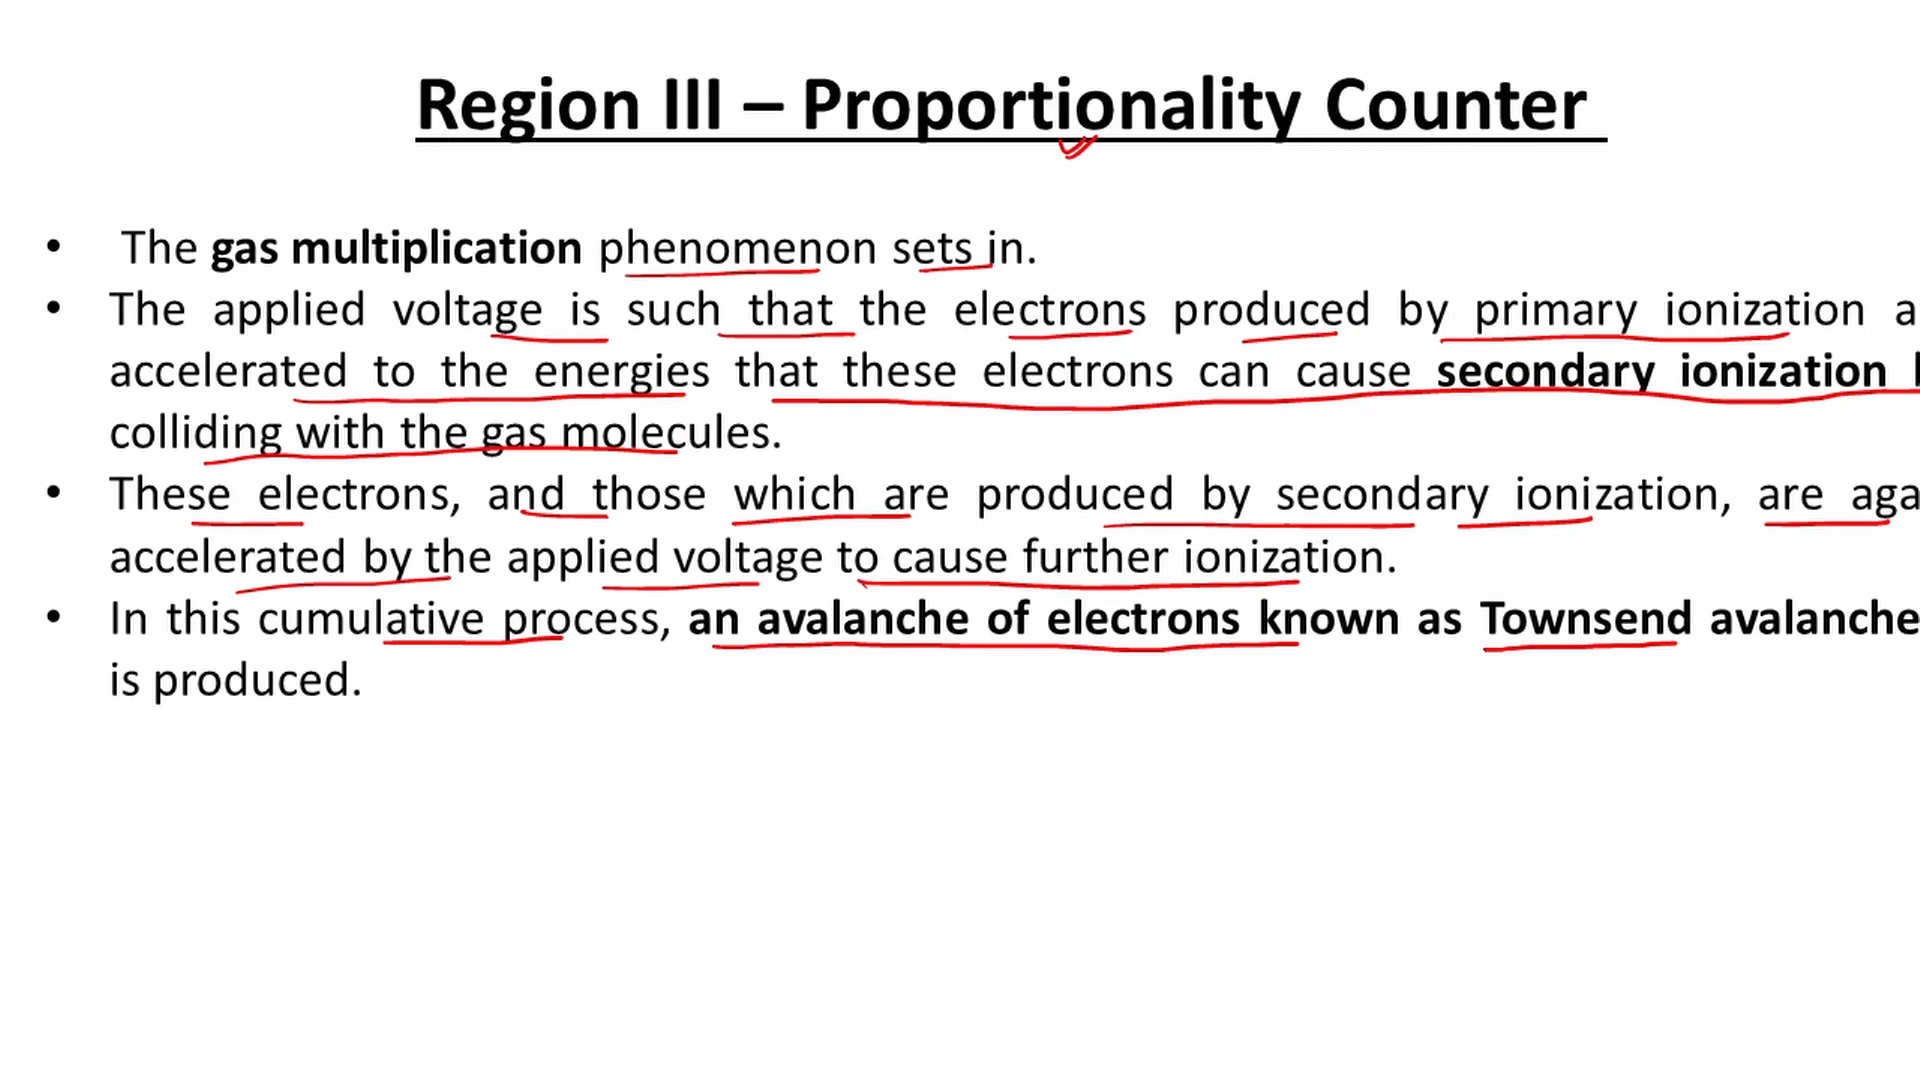 Region III – Proportionality Counter
• The gas multiplication phenomenon sets in.
• The applied voltage is such that the electrons produced by primary ionization
accelerated to the energies that these electrons can cause secondary ionization
colliding with the gas molecules.
• These electrons, and those which are produced by secondary ionization, are
accelerated by the applied voltage to cause further ionization.
• In this cumulative process, an avalanche of electrons known as Townsend avalanche
is produced.